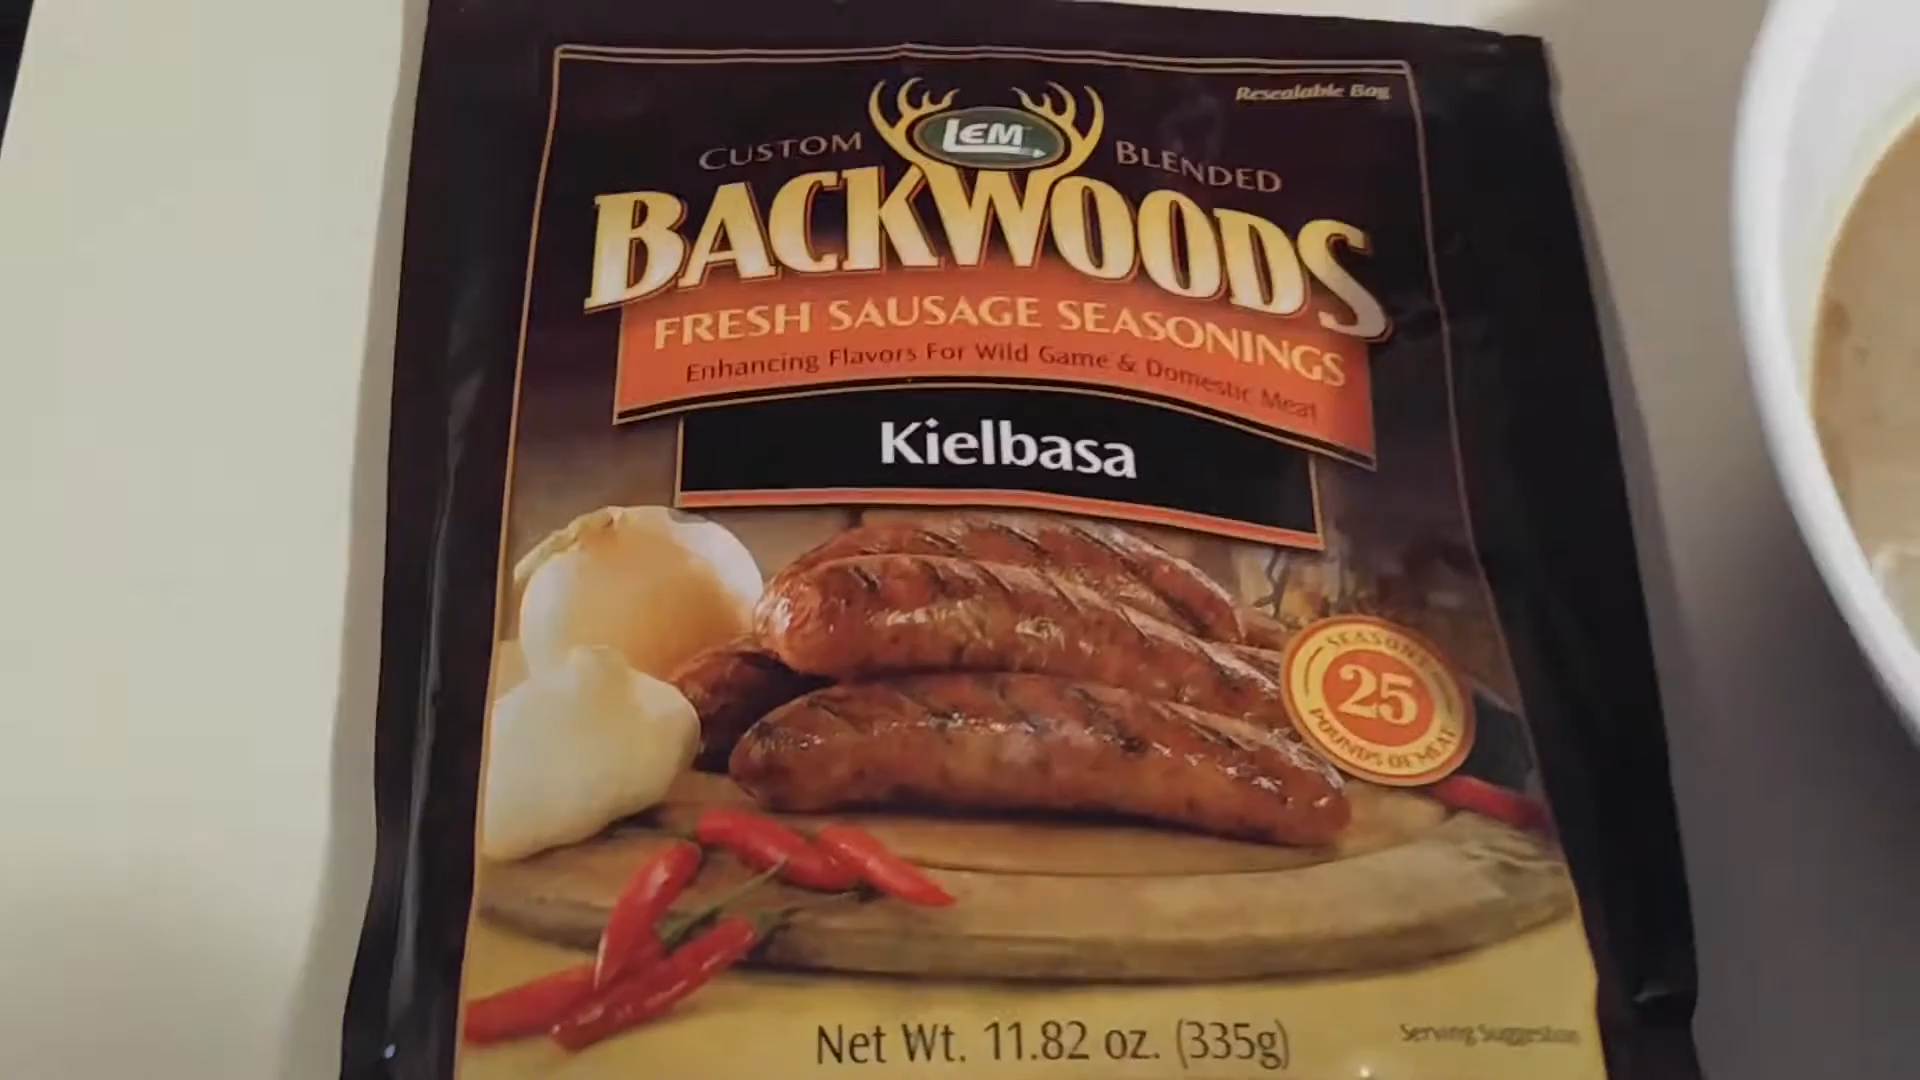 Resealable Bag
LEM
CUSTOM BLENDED
BACKWOODS
FRESH SAUSAGE SEASONINGS
Enhancing Flavors For Wild Game & Domestic Meat
Kielbasa
SEASONS
25
POUNDS OF MEAT
Net Wt. 11.82 oz. (335g)
Serving Suggestion